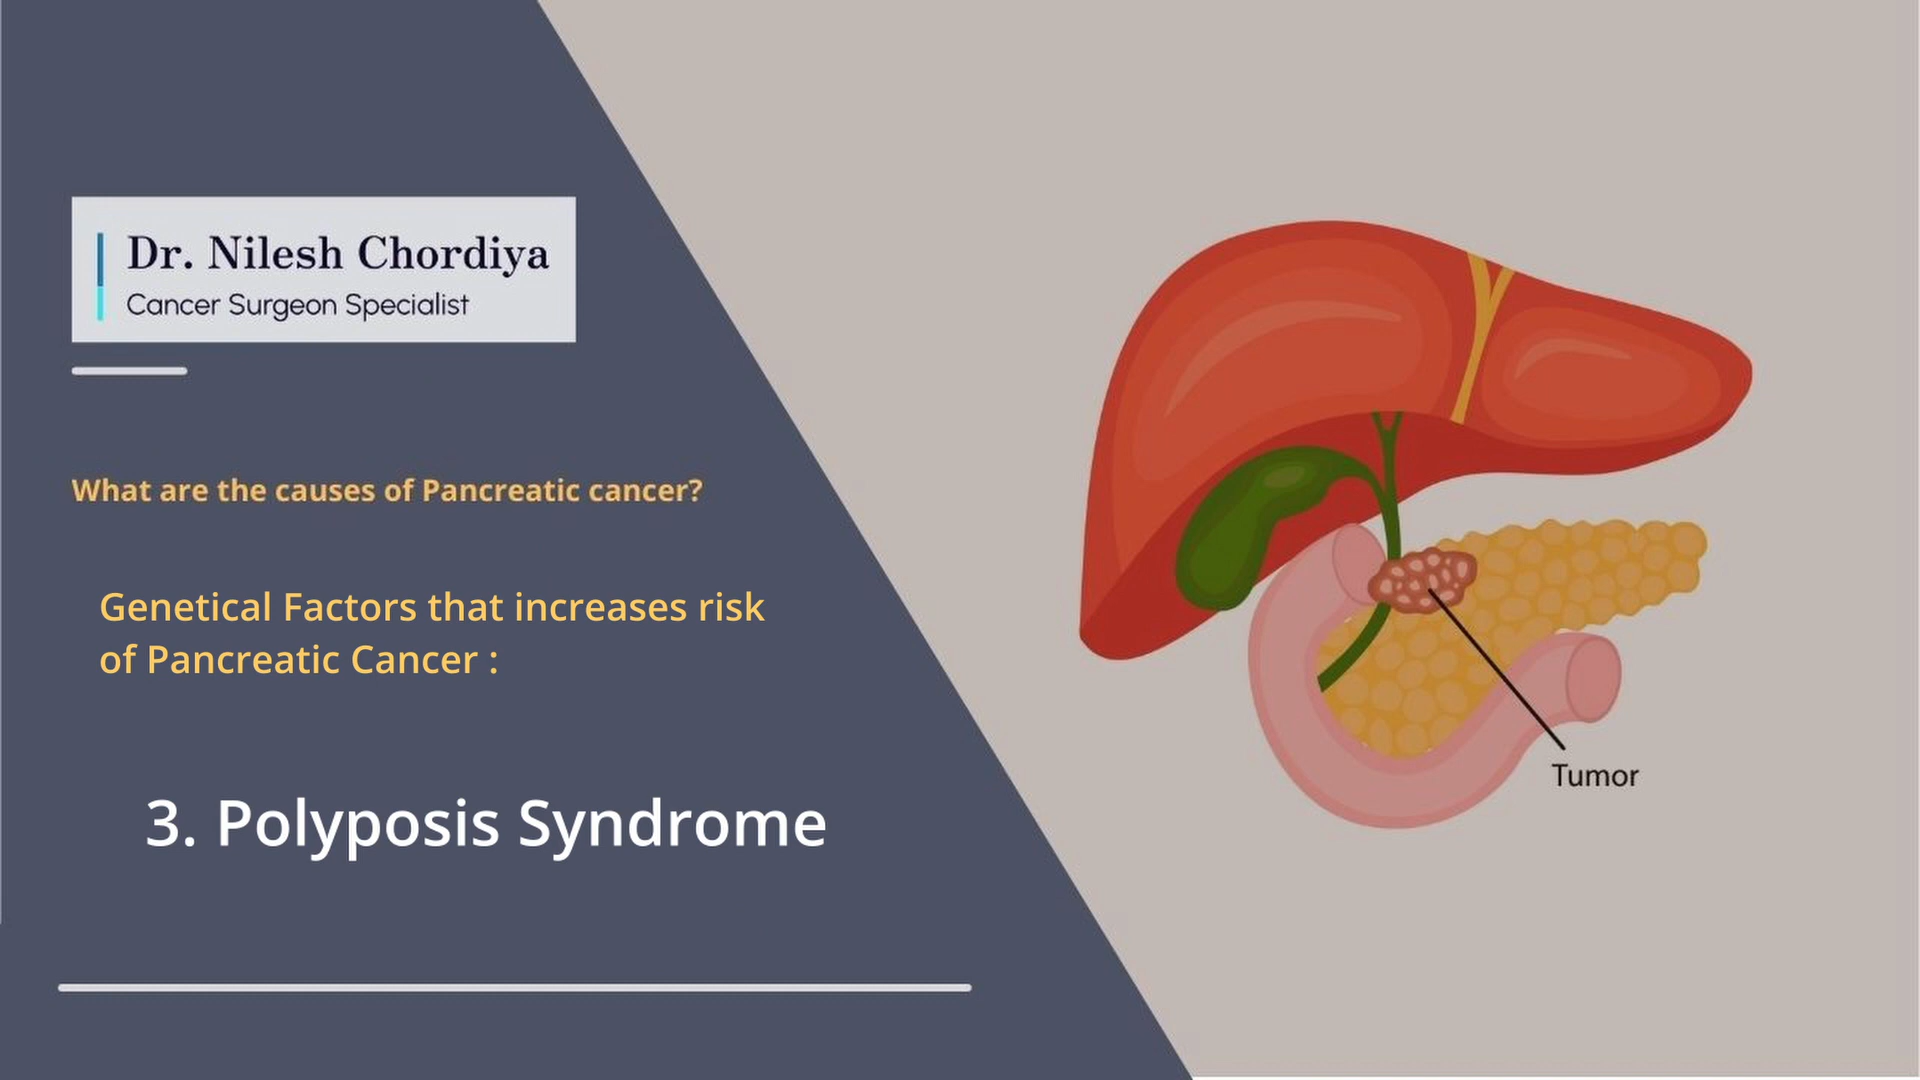 Dr. Nilesh Chordiya
Cancer Surgeon Specialist
What are the causes of Pancreatic cancer?
Genetical Factors that increases risk
of Pancreatic Cancer :
3. Polyposis Syndrome
Tumor